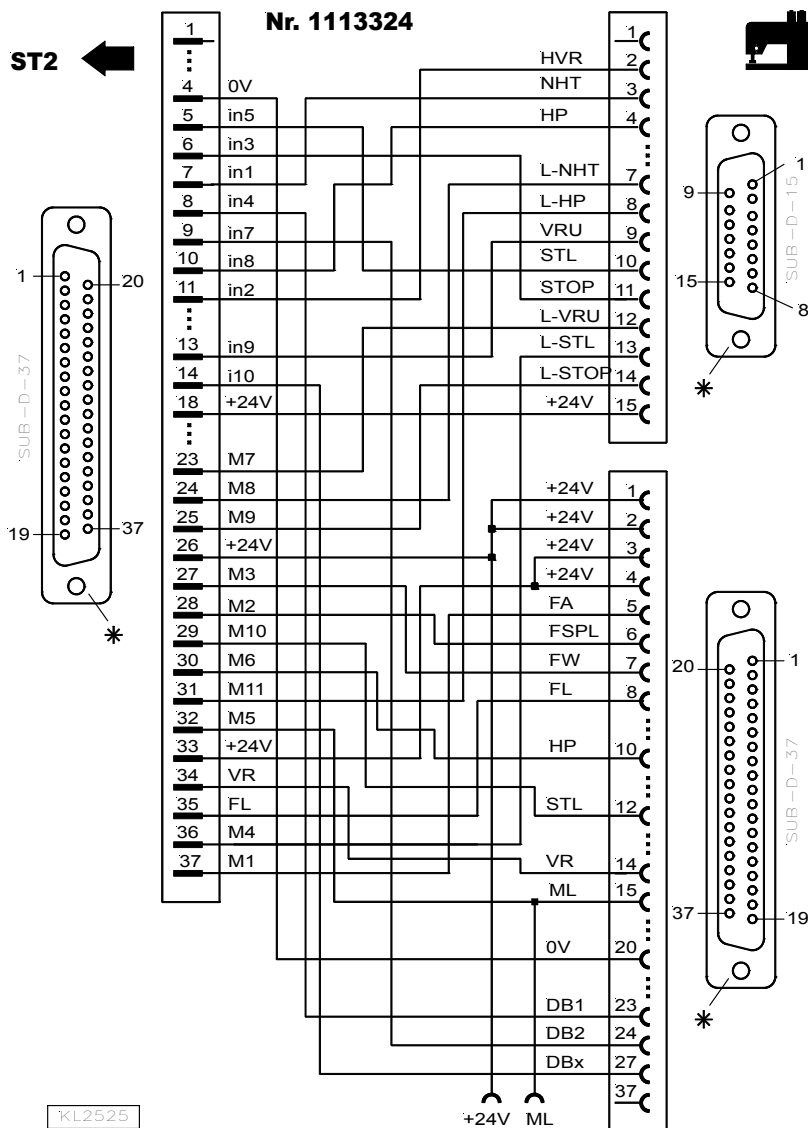 Nr. 1113324
ST2
1
4 0V
5 in5
6 in3
7 in1
8 in4
9 in7
10 in8
11 in2
13 in9
14 i10
18 +24V
23 M7
24 M8
25 M9
26 +24V
27 M3
28 M2
29 M10
30 M6
31 M11
32 M5
33 +24V
34 VR
35 FL
36 M4
37 M1
1
HVR 2
NHT 3
HP 4
L-NHT 7
L-HP 8
VRU 9
STL 10
STOP 11
L-VRU 12
L-STL 13
L-STOP 14
+24V 15
+24V 1
+24V 2
+24V 3
+24V 4
FA 5
FSPL 6
FW 7
FL 8
HP 10
STL 12
VR 14
ML 15
0V 20
DB1 23
DB2 24
DBx 27
37
+24V ML
1 20
SUB-D-37
19 37
*
9 1
SUB-D-15
15 8
*
20 1
SUB-D-37
37 19
*
KL2525